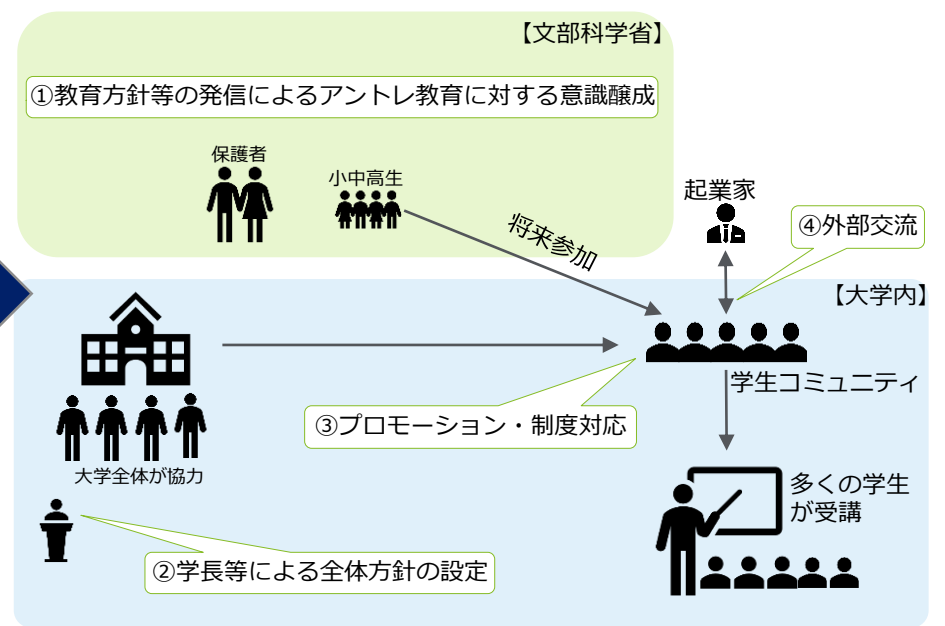 【文部科学省】
①教育方針等の発信によるアントレ教育に対する意識醸成
保護者
小中高生
起業家
将来参加
④外部交流
【大学内】
学生コミュニティ
③プロモーション・制度対応
大学全体が協力
多くの学生
が受講
②学長等による全体方針の設定